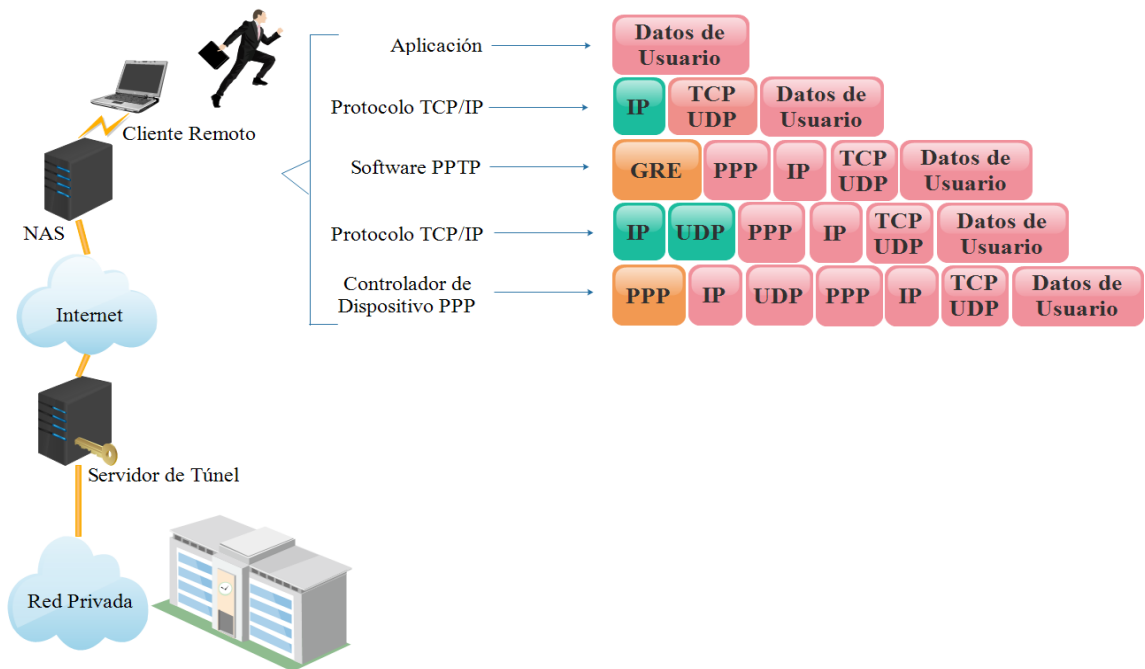 Cliente Remoto
NAS
Internet
Servidor de Túnel
Red Privada
Aplicación
Datos de
Usuario
Protocolo TCP/IP
IP
TCP
UDP
Datos de
Usuario
Software PPTP
GRE
PPP
IP
TCP
UDP
Datos de
Usuario
Protocolo TCP/IP
IP
UDP
PPP
IP
TCP
UDP
Datos de
Usuario
Controlador de
Dispositivo PPP
PPP
IP
UDP
PPP
IP
TCP
UDP
Datos de
Usuario